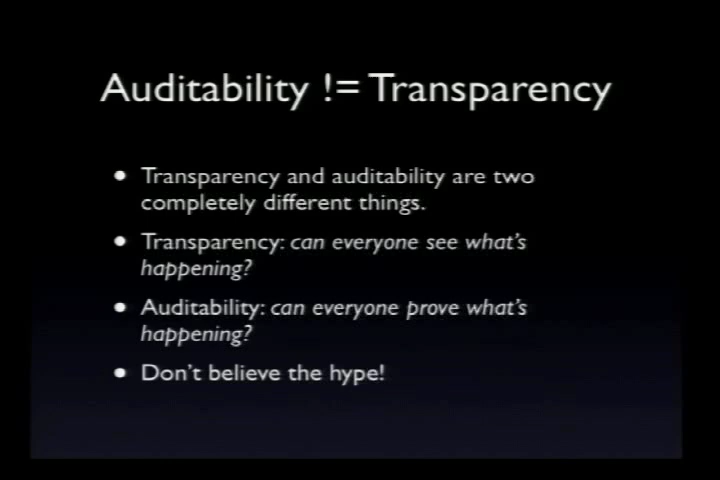 Auditability != Transparency
• Transparency and auditability are two
completely different things.
• Transparency: can everyone see what's
happening?
• Auditability: can everyone prove what's
happening?
• Don't believe the hype!